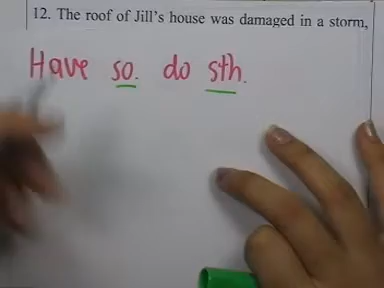 12. The roof of Jill's house was damaged in a storm,
Have so. do sth.